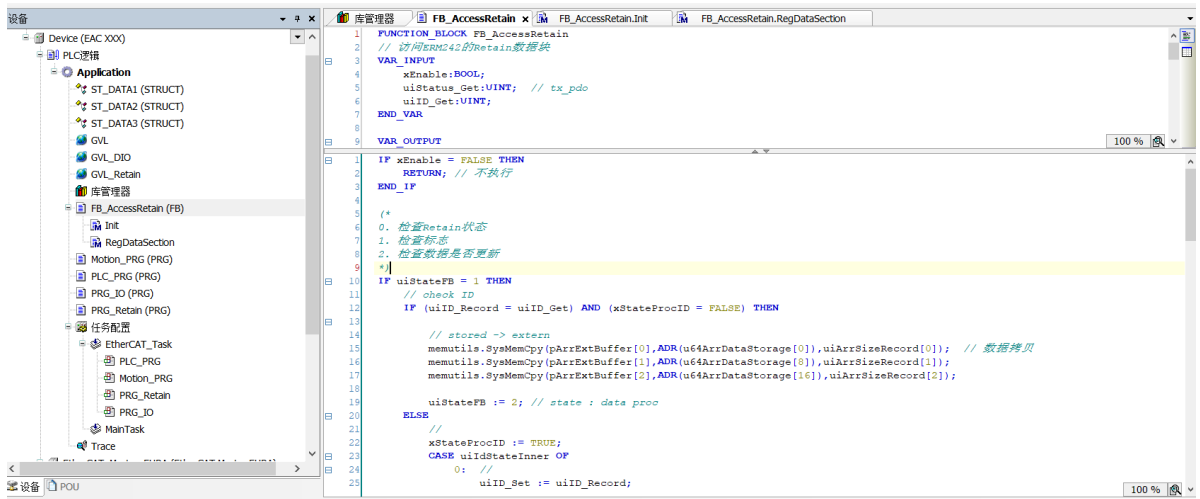 设备
Device (EAC XXX)
PLC逻辑
Application
ST_DATA1 (STRUCT)
ST_DATA2 (STRUCT)
ST_DATA3 (STRUCT)
GVL
GVL_DIO
GVL_Retain
库管理器
FB_AccessRetain (FB)
Init
RegDataSection
Motion_PRG (PRG)
PLC_PRG (PRG)
PRG_IO (PRG)
PRG_Retain (PRG)
任务配置
EtherCAT_Task
PLC_PRG
Motion_PRG
PRG_Retain
PRG_IO
MainTask
Trace
设备 POU
库管理器 FB_AccessRetain x FB_AccessRetain.Init FB_AccessRetain.RegDataSection
1 FUNCTION_BLOCK FB_AccessRetain
2 // 访问ERM242的Retain数据块
3 VAR_INPUT
4 xEnable:BOOL;
5 uiStatus_Get:UINT; // tx_pdo
6 uiID_Get:UINT;
7 END_VAR
8
9 VAR_OUTPUT
100 %
1 IF xEnable = FALSE THEN
2 RETURN; // 不执行
3 END_IF
4
5 (*
6 0. 检查Retain状态
7 1. 检查标志
8 2. 检查数据是否更新
9 *)
10 IF uiStateFB = 1 THEN
11 // check ID
12 IF (uiID_Record = uiID_Get) AND (xStateProcID = FALSE) THEN
13
14 // stored -> extern
15 memutils.SysMemCpy(pArrExtBuffer[0],ADR(u64ArrDataStorage[0]),uiArrSizeRecord[0]); // 数据拷贝
16 memutils.SysMemCpy(pArrExtBuffer[1],ADR(u64ArrDataStorage[8]),uiArrSizeRecord[1]);
17 memutils.SysMemCpy(pArrExtBuffer[2],ADR(u64ArrDataStorage[16]),uiArrSizeRecord[2]);
18
19 uiStateFB := 2; // state : data proc
20 ELSE
21 //
22 xStateProcID := TRUE;
23 CASE uiIdStateInner OF
24 0: //
25 uiID_Set := uiID_Record;
100 %